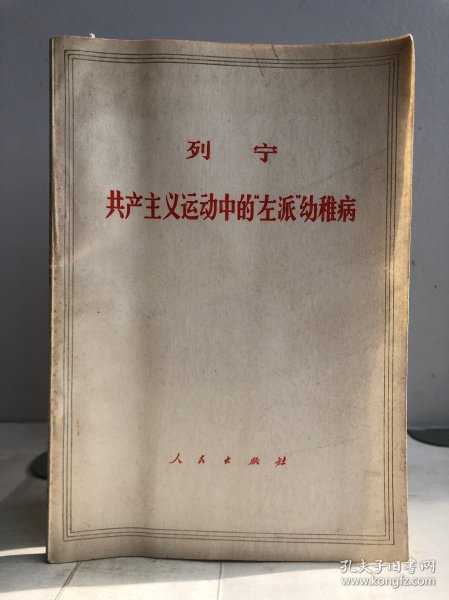 列 宁
共产主义运动中的“左派”幼稚病
人民出版社
孔夫子旧书网
www.kongfz.com